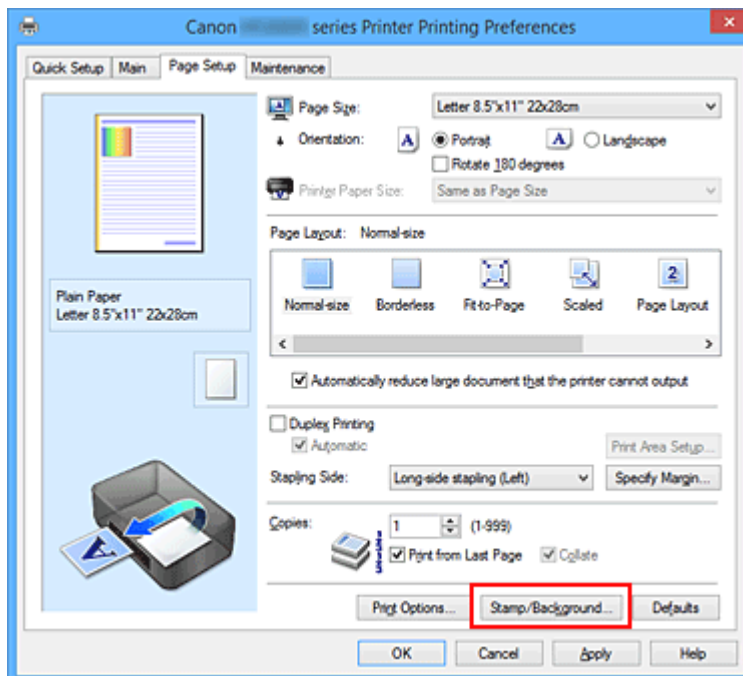 Canon series Printer Printing Preferences
Quick Setup Main Page Setup Maintenance
Page Size: Letter 8.5"x11" 22x28cm
Orientation: A Portrait A Landscape
Rotate 180 degrees
Printer Paper Size: Same as Page Size
Page Layout: Normal-size
2
Normal-size Borderless Fit-to-Page Scaled Page Layout
Plain Paper
Letter 8.5"x11" 22x28cm
Automatically reduce large document that the printer cannot output
Duplex Printing
Automatic Print Area Setup...
Stapling Side: Long-side stapling (Left) Specify Margin...
Copies: 1 (1-999)
Print from Last Page Collate
A
Print Options... Stamp/Background... Defaults
OK Cancel Apply Help